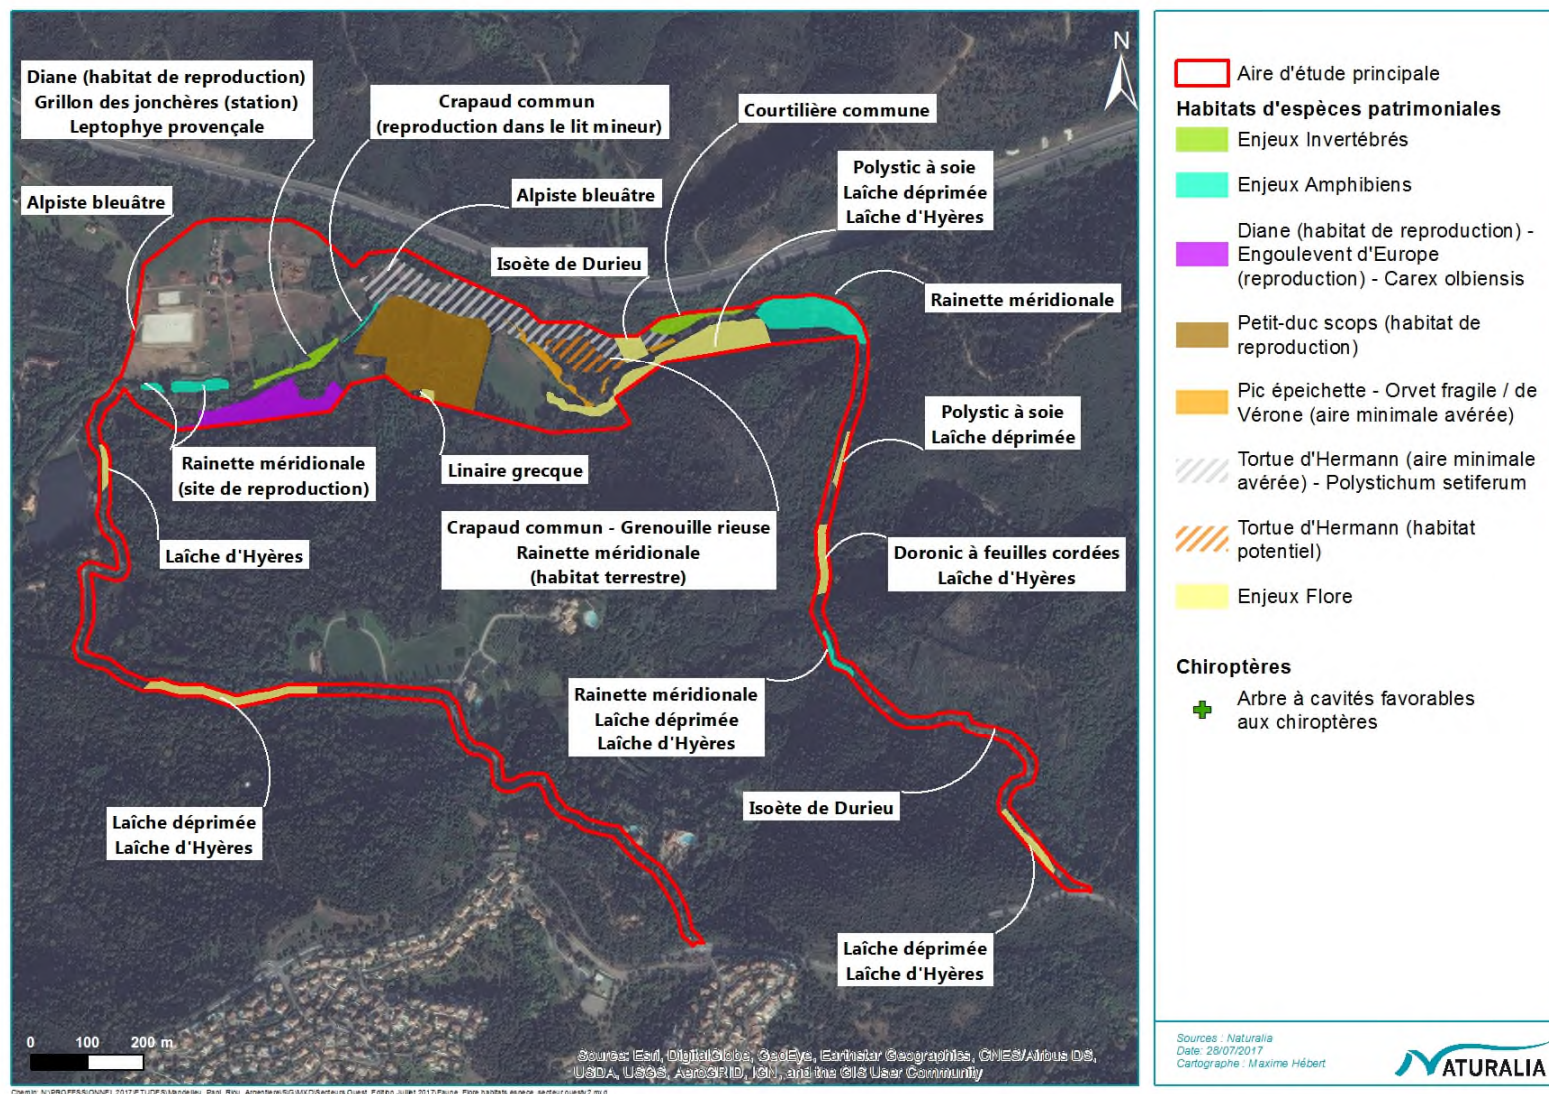 N
Diane (habitat de reproduction)
Grillon des jonchères (station)
Leptophye provençale
Crapaud commun
(reproduction dans le lit mineur)
Courtilière commune
Polystic à soie
Laîche déprimée
Laîche d'Hyères
Alpiste bleuâtre
Alpiste bleuâtre
Isoète de Durieu
Rainette méridionale
Polystic à soie
Laîche déprimée
Rainette méridionale
(site de reproduction)
Linaire grecque
Crapaud commun - Grenouille rieuse
Rainette méridionale
(habitat terrestre)
Laîche d'Hyères
Doronic à feuilles cordées
Laîche d'Hyères
Rainette méridionale
Laîche déprimée
Laîche d'Hyères
Isoète de Durieu
Laîche déprimée
Laîche d'Hyères
Laîche déprimée
Laîche d'Hyères
0 100 200 m
Source: Esri, DigitalGlobe, GeoEye, Earthstar Geographics, CNES/Airbus DS,
USDA, USGS, AeroGRID, IGN, and the GIS User Community
Aire d'étude principale
Habitats d'espèces patrimoniales
Enjeux Invertébrés
Enjeux Amphibiens
Diane (habitat de reproduction) -
Engoulevent d'Europe
(reproduction) - Carex olbiensis
Petit-duc scops (habitat de
reproduction)
Pic épeichette - Orvet fragile / de
Vérone (aire minimale avérée)
Tortue d'Hermann (aire minimale
avérée) - Polystichum setiferum
Tortue d'Hermann (habitat
potentiel)
Enjeux Flore
Chiroptères
Arbre à cavités favorables
aux chiroptères
Sources : Naturalia
Date: 28/07/2017
Cartographe : Maxime Hébert
NATURALIA